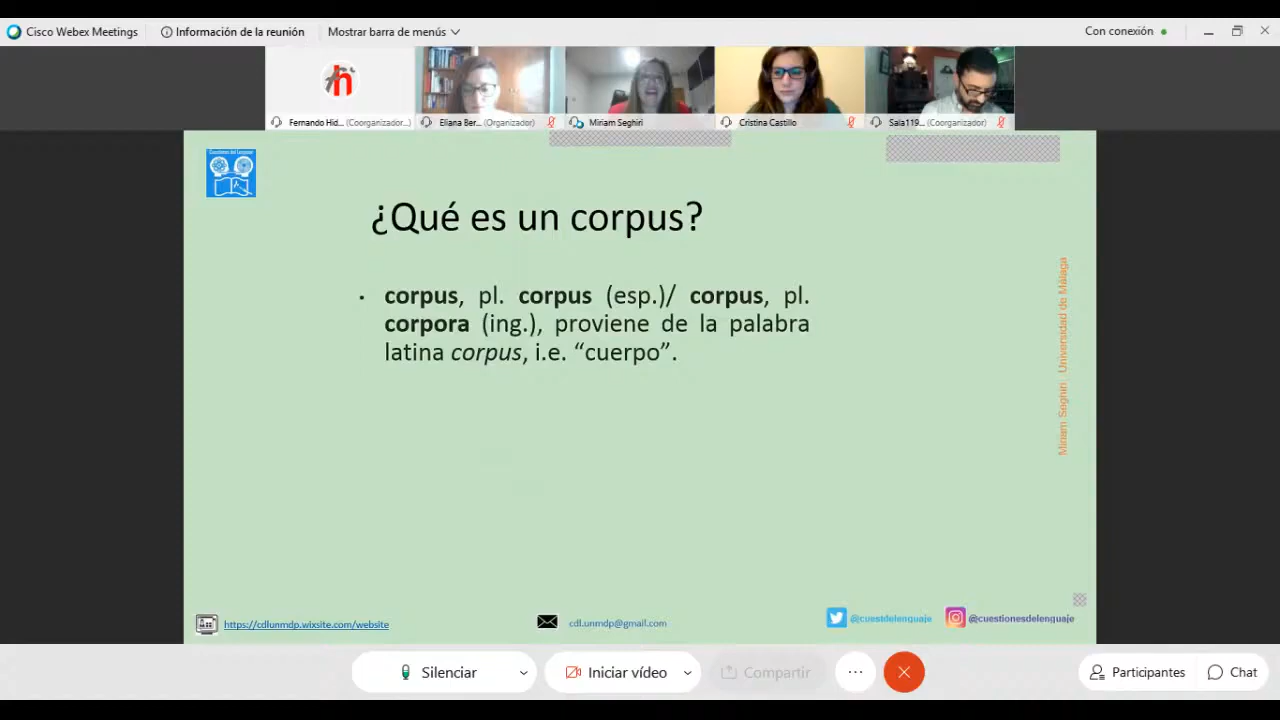 Cisco Webex Meetings
Información de la reunión
Mostrar barra de menús
Con conexión
Fernando Hid... (Coorganizador...
Eliana Ber... (Organizador)
Miriam Seghiri
Cristina Castillo
Sala119... (Coorganizador)
¿Qué es un corpus?
corpus, pl. corpus (esp.)/ corpus, pl.
corpora (ing.), proviene de la palabra
latina corpus, i.e. “cuerpo”.
Miriam Seghiri Universidad de Málaga
https://cdlunmdp.wixsite.com/website
cdl.unmdp@gmail.com
@cuestdelenguaje
@cuestionesdelenguaje
Silenciar
Iniciar vídeo
Compartir
Participantes
Chat